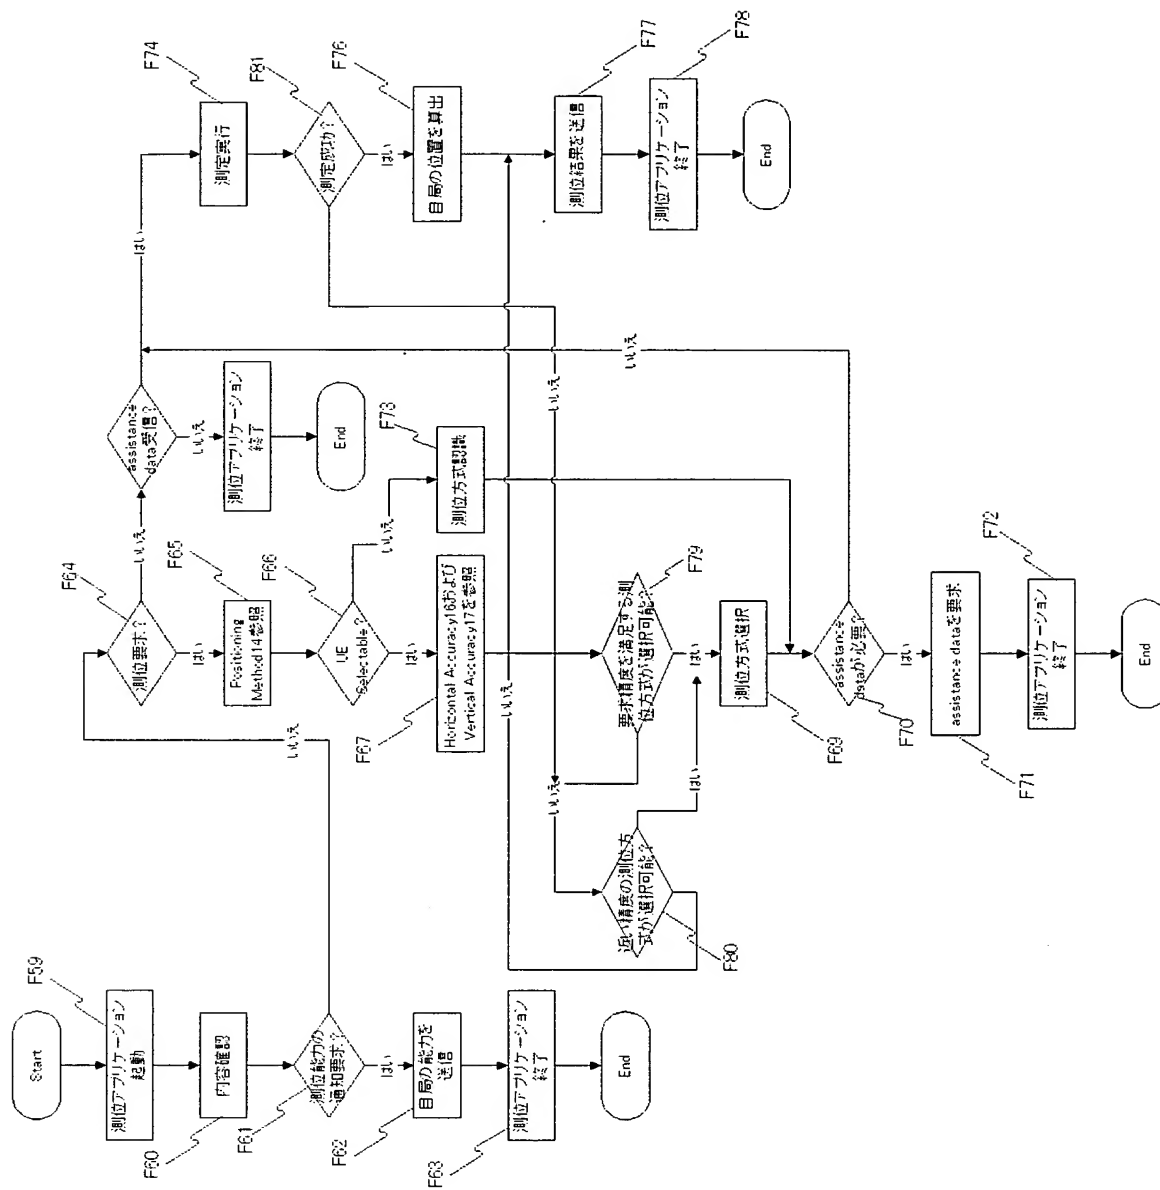 Start
F59
測位アプリケーション
起動
F60
内容確認
F61
測位能力の
通知要求?
はい
いいえ
F62
自局の能力を
送信
F63
測位アプリケーション
終了
End
F64
測位要求?
はい
いいえ
F65
Positioning
Method14参照
F66
UE
Selectable?
はい
いいえ
F67
Horizontal Accuracy16および
Vertical Accuracy17を参照
F73
測位方式認識
F79
要求精度を満足する測
位方式が選択可能?
はい
いいえ
F80
近い精度の測位方
式が選択可能?
はい
いいえ
F69
測位方式選択
F70
assistance
dataが必要?
はい
いいえ
F71
assistance dataを要求
F72
測位アプリケーション
終了
End
assistance
data受信?
はい
いいえ
測位アプリケーション
終了
End
F74
測定実行
F81
測定成功?
はい
いいえ
F76
自局の位置を算出
F77
測位結果を送信
F78
測位アプリケーション
終了
End